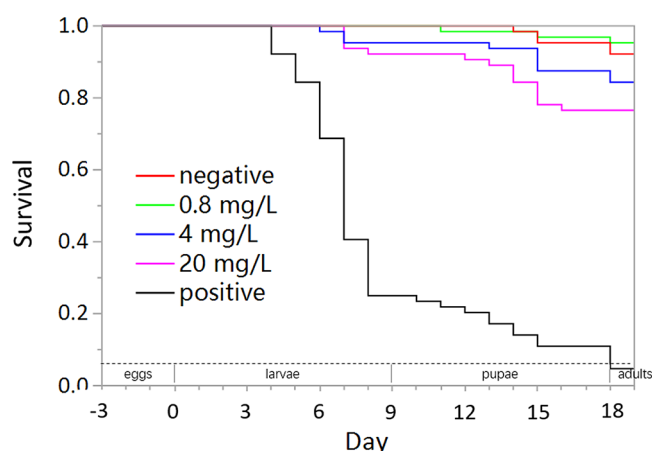 1.0
0.8
0.6
0.4
0.2
0.0
Survival
negative
0.8 mg/L
4 mg/L
20 mg/L
positive
eggs larvae pupae adults
-3 0 3 6 9 12 15 18
Day